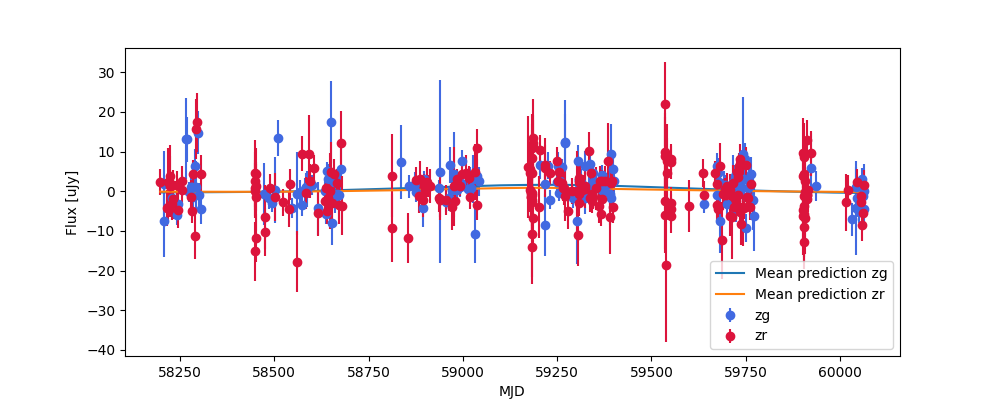 30
20
10
0
−10
−20
−30
−40
Flux [uJy]
58250 58500 58750 59000 59250 59500 59750 60000
MJD
Mean prediction zg
Mean prediction zr
zg
zr